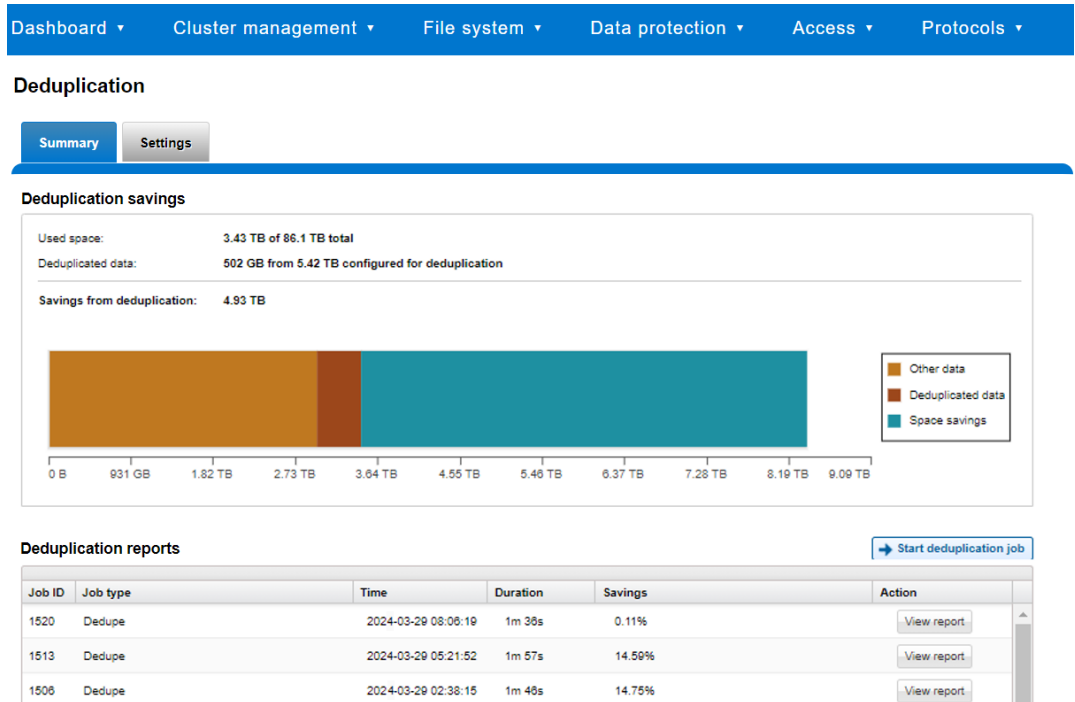 Dashboard ▾ Cluster management ▾ File system ▾ Data protection ▾ Access ▾ Protocols ▾
Deduplication
Summary Settings
Deduplication savings
Used space: 3.43 TB of 86.1 TB total
Deduplicated data: 502 GB from 5.42 TB configured for deduplication
Savings from deduplication: 4.93 TB
Other data
Deduplicated data
Space savings
0 B 931 GB 1.82 TB 2.73 TB 3.64 TB 4.55 TB 5.46 TB 6.37 TB 7.28 TB 8.19 TB 9.09 TB
Deduplication reports Start deduplication job
Job ID Job type Time Duration Savings Action
1520 Dedupe 2024-03-29 08:06:19 1m 36s 0.11% View report
1513 Dedupe 2024-03-29 05:21:52 1m 57s 14.59% View report
1506 Dedupe 2024-03-29 02:38:15 1m 46s 14.75% View report